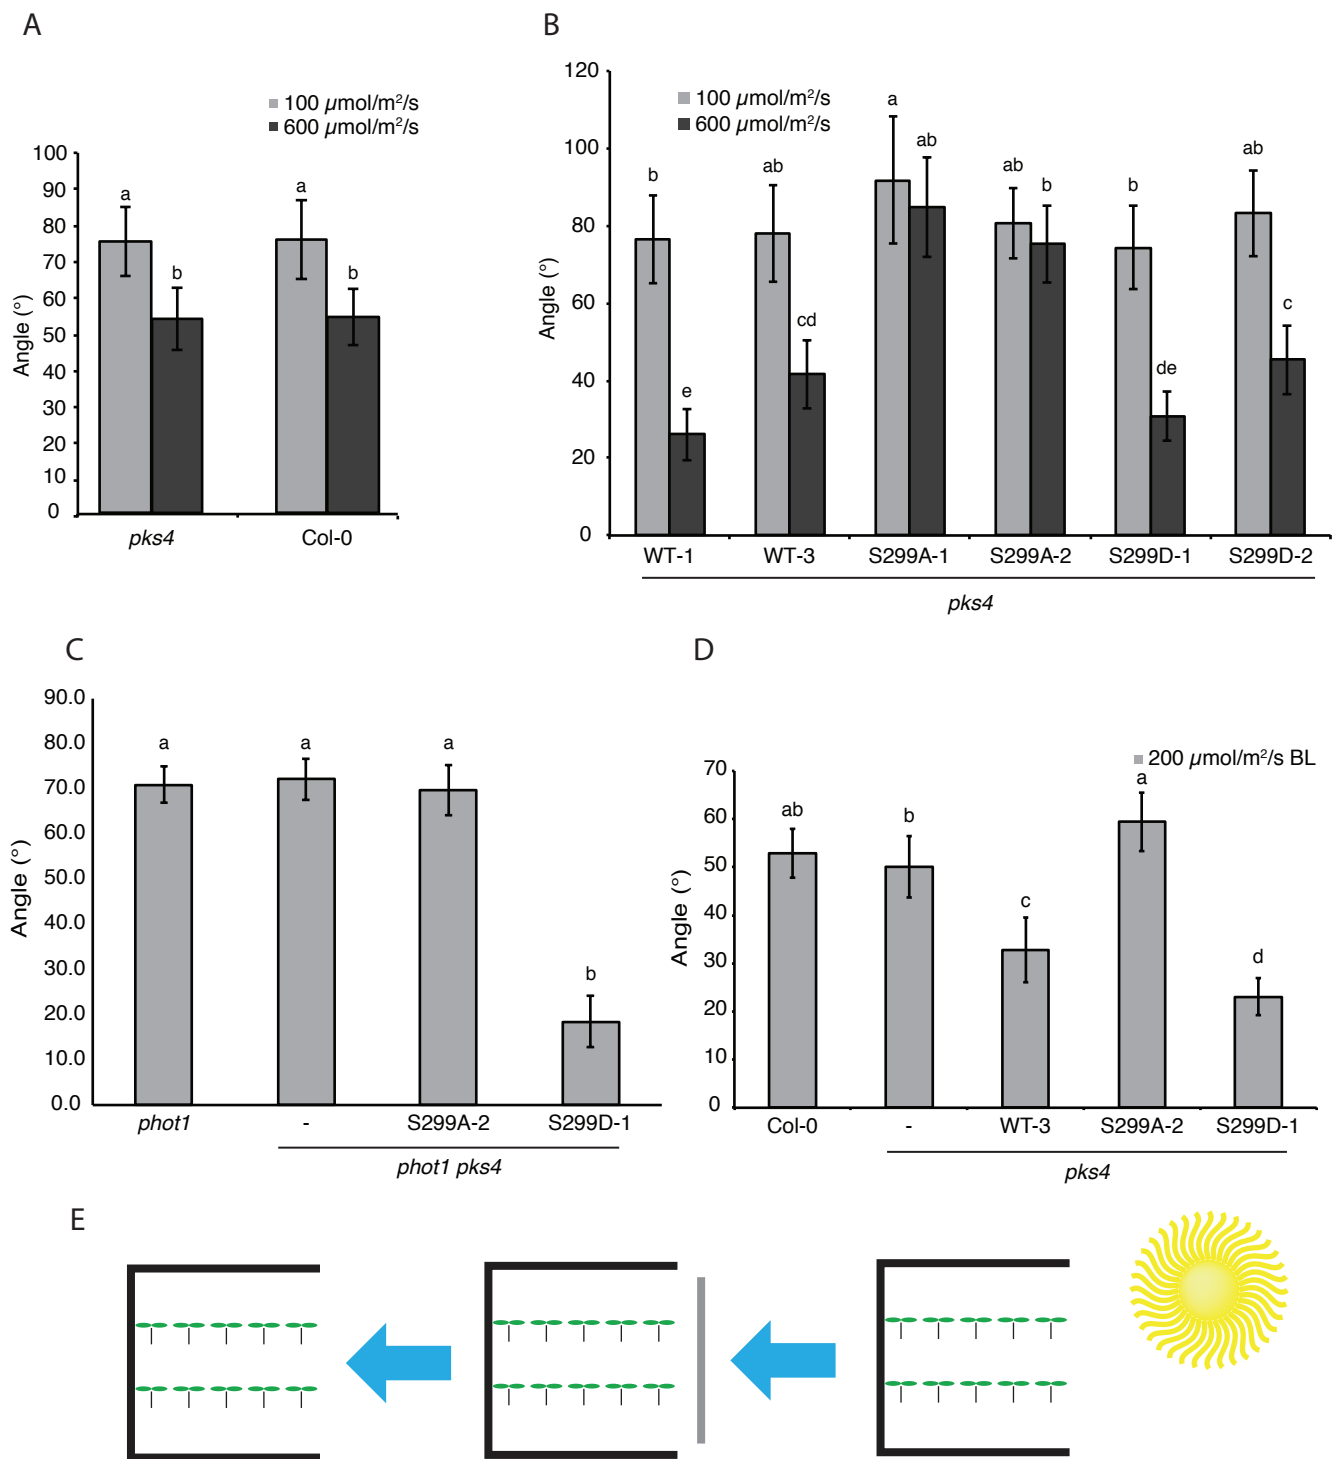 A
100 µmol/m²/s
600 µmol/m²/s
Angle (°)
100
90
80
70
60
50
40
30
20
10
0
a
b
a
b
pks4
Col-0
B
100 µmol/m²/s
600 µmol/m²/s
Angle (°)
120
100
80
60
40
20
0
b
e
ab
cd
a
ab
ab
b
b
de
ab
c
WT-1
WT-3
S299A-1
S299A-2
S299D-1
S299D-2
pks4
C
Angle (°)
90.0
80.0
70.0
60.0
50.0
40.0
30.0
20.0
10.0
0.0
a
a
a
b
phot1
-
S299A-2
S299D-1
phot1 pks4
D
200 µmol/m²/s BL
Angle (°)
70
60
50
40
30
20
10
0
ab
b
c
a
d
Col-0
-
WT-3
S299A-2
S299D-1
pks4
E